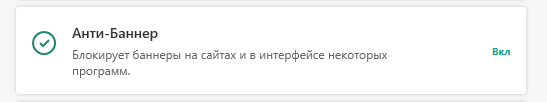 Анти-Баннер
Блокирует баннеры на сайтах и в интерфейсе некоторых
программ.
Вкл